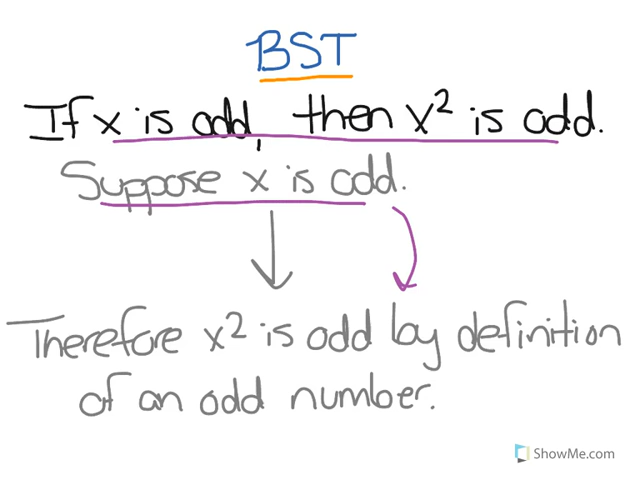 BST
If x is odd, then x² is odd.
Suppose x is odd.
Therefore x² is odd by definition
of an odd number.
ShowMe.com